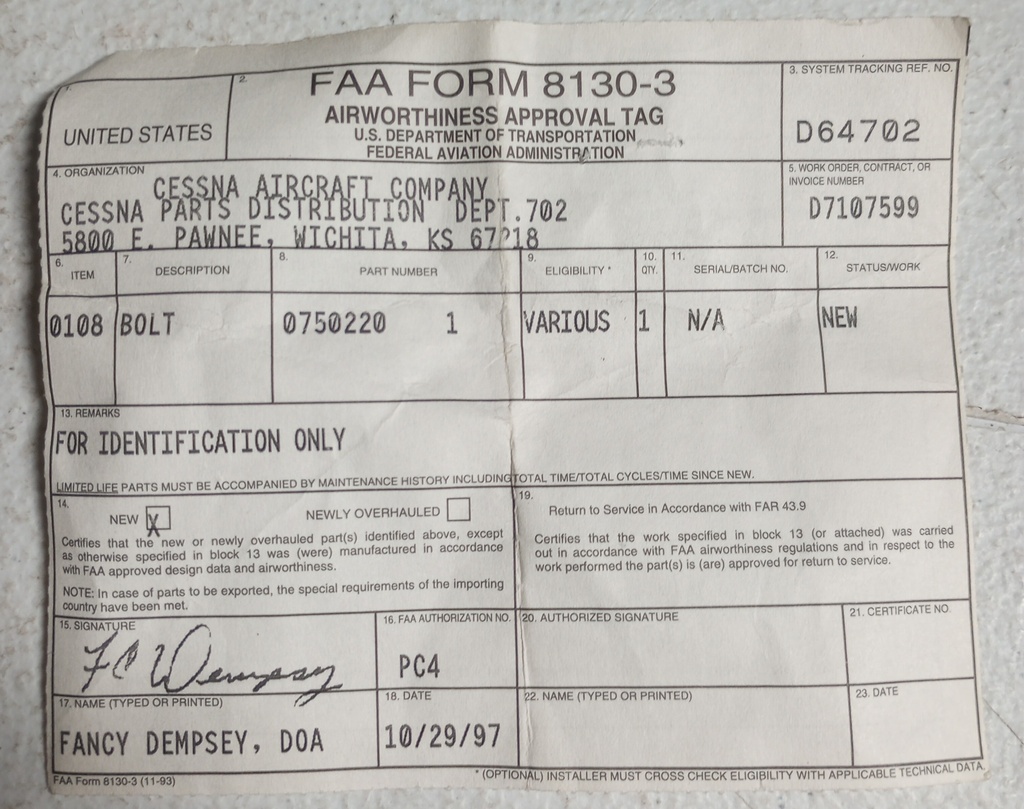 1.
UNITED STATES
2.
FAA FORM 8130-3
AIRWORTHINESS APPROVAL TAG
U.S. DEPARTMENT OF TRANSPORTATION
FEDERAL AVIATION ADMINISTRATION
3. SYSTEM TRACKING REF. NO.
D64702
4. ORGANIZATION
CESSNA AIRCRAFT COMPANY
CESSNA PARTS DISTRIBUTION DEPT.702
5800 E. PAWNEE, WICHITA, KS 67218
5. WORK ORDER, CONTRACT, OR
INVOICE NUMBER
D7107599
6. ITEM
7. DESCRIPTION
8. PART NUMBER
9. ELIGIBILITY *
10. QTY.
11. SERIAL/BATCH NO.
12. STATUS/WORK
0108 BOLT 0750220 1 VARIOUS 1 N/A NEW
13. REMARKS
FOR IDENTIFICATION ONLY
LIMITED LIFE PARTS MUST BE ACCOMPANIED BY MAINTENANCE HISTORY INCLUDING TOTAL TIME/TOTAL CYCLES/TIME SINCE NEW.
14.
NEW X NEWLY OVERHAULED
Certifies that the new or newly overhauled part(s) identified above, except
as otherwise specified in block 13 was (were) manufactured in accordance
with FAA approved design data and airworthiness.
NOTE: In case of parts to be exported, the special requirements of the importing
country have been met.
19.
Return to Service in Accordance with FAR 43.9
Certifies that the work specified in block 13 (or attached) was carried
out in accordance with FAA airworthiness regulations and in respect to the
work performed the part(s) is (are) approved for return to service.
15. SIGNATURE
FC Dempsey
16. FAA AUTHORIZATION NO.
PC4
20. AUTHORIZED SIGNATURE
21. CERTIFICATE NO.
17. NAME (TYPED OR PRINTED)
FANCY DEMPSEY, DOA
18. DATE
10/29/97
22. NAME (TYPED OR PRINTED)
23. DATE
FAA Form 8130-3 (11-93)
* (OPTIONAL) INSTALLER MUST CROSS CHECK ELIGIBILITY WITH APPLICABLE TECHNICAL DATA.